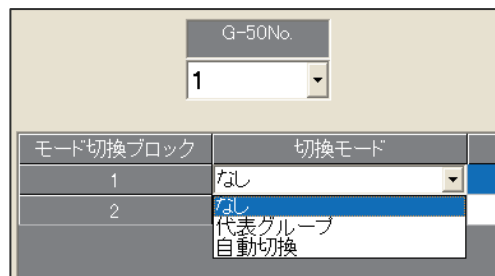 G-50No.
1
モード切換ブロック 切換モード
1 なし
2 なし
代表グループ
自動切換